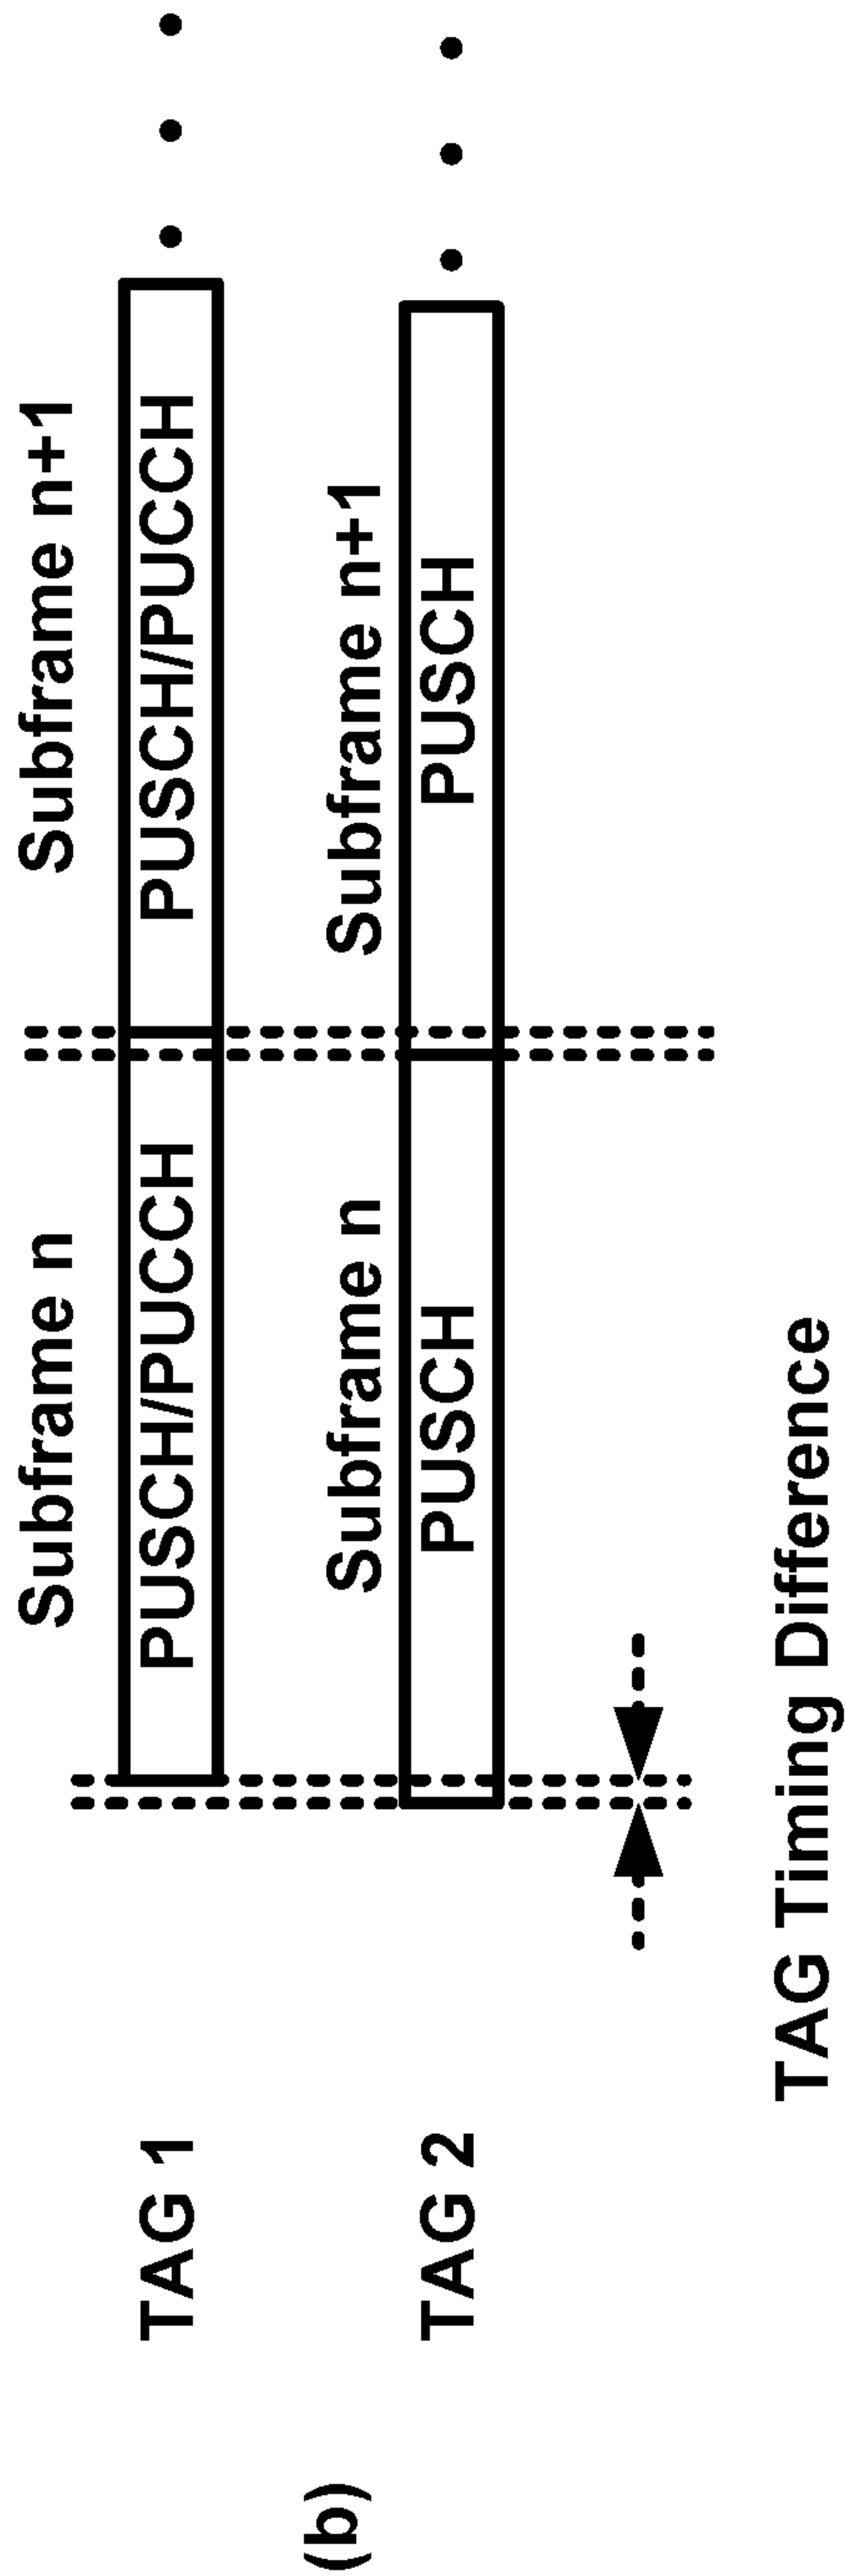 (b)
Subframe n
Subframe n+1
TAG 1
PUSCH/PUCCH
PUSCH/PUCCH
Subframe n
Subframe n+1
TAG 2
PUSCH
PUSCH
TAG Timing Difference